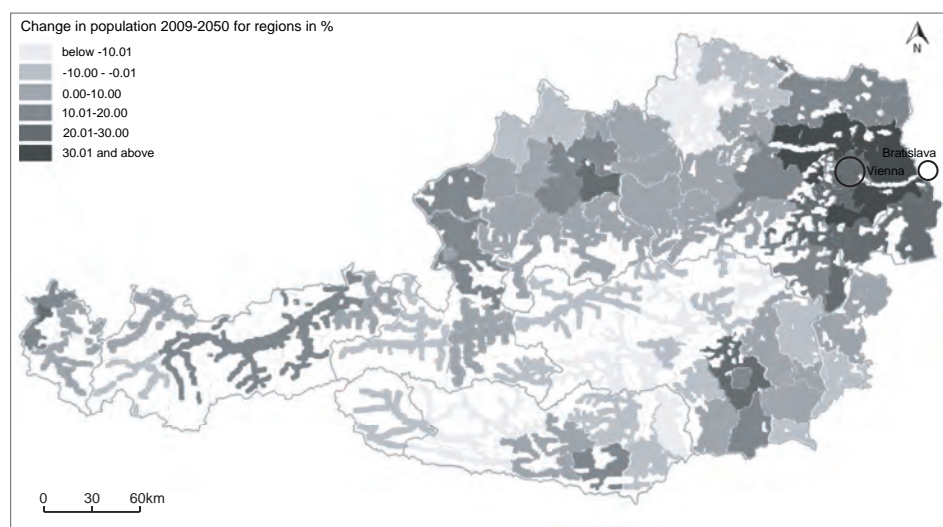 Change in population 2009-2050 for regions in %
below -10.01
-10.00 - -0.01
0.00-10.00
10.01-20.00
20.01-30.00
30.01 and above
N
Bratislava
Vienna
0 30 60km